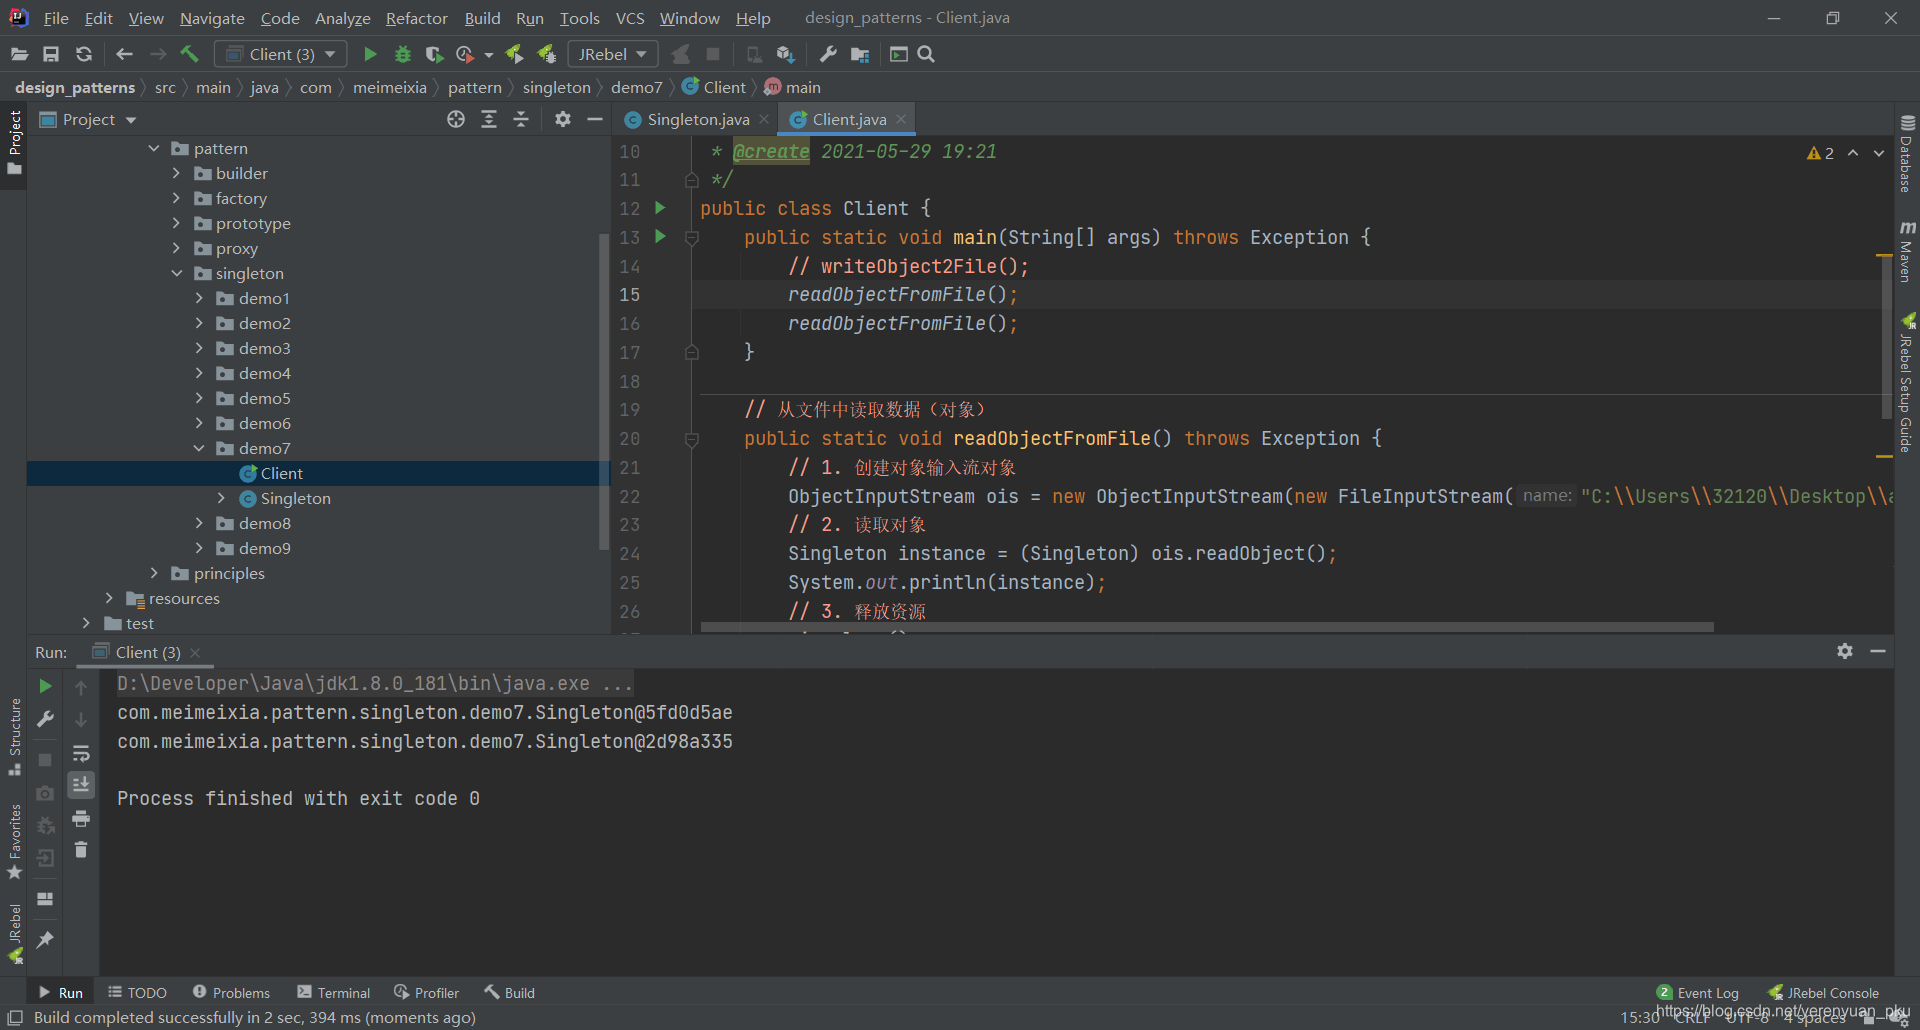 File Edit View Navigate Code Analyze Refactor Build Run Tools VCS Window Help design_patterns - Client.java
Client (3) JRebel
design_patterns src main java com meimeixia pattern singleton demo7 Client main
Project
Project
Singleton.java
Client.java
pattern
builder
factory
prototype
proxy
singleton
demo1
demo2
demo3
demo4
demo5
demo6
demo7
Client
Singleton
demo8
demo9
principles
resources
test
10 * @create 2021-05-29 19:21
11 */
12 public class Client {
13 public static void main(String[] args) throws Exception {
14 // writeObject2File();
15 readObjectFromFile();
16 readObjectFromFile();
17 }
18
19 // 从文件中读取数据（对象）
20 public static void readObjectFromFile() throws Exception {
21 // 1. 创建对象输入流对象
22 ObjectInputStream ois = new ObjectInputStream(new FileInputStream( name: "C:\\Users\\32120\\Desktop\\a
23 // 2. 读取对象
24 Singleton instance = (Singleton) ois.readObject();
25 System.out.println(instance);
26 // 3. 释放资源
2
Database
Maven
JRebel Setup Guide
Run: Client (3)
D:\Developer\Java\jdk1.8.0_181\bin\java.exe ...
com.meimeixia.pattern.singleton.demo7.Singleton@5fd0d5ae
com.meimeixia.pattern.singleton.demo7.Singleton@2d98a335
Process finished with exit code 0
Structure
Favorites
JRebel
Run TODO Problems Terminal Profiler Build 2 Event Log JRebel Console
Build completed successfully in 2 sec, 394 ms (moments ago) 15:30 CRLF UTF-8 4 spaces
https://blog.csdn.net/yerenyuan_pku